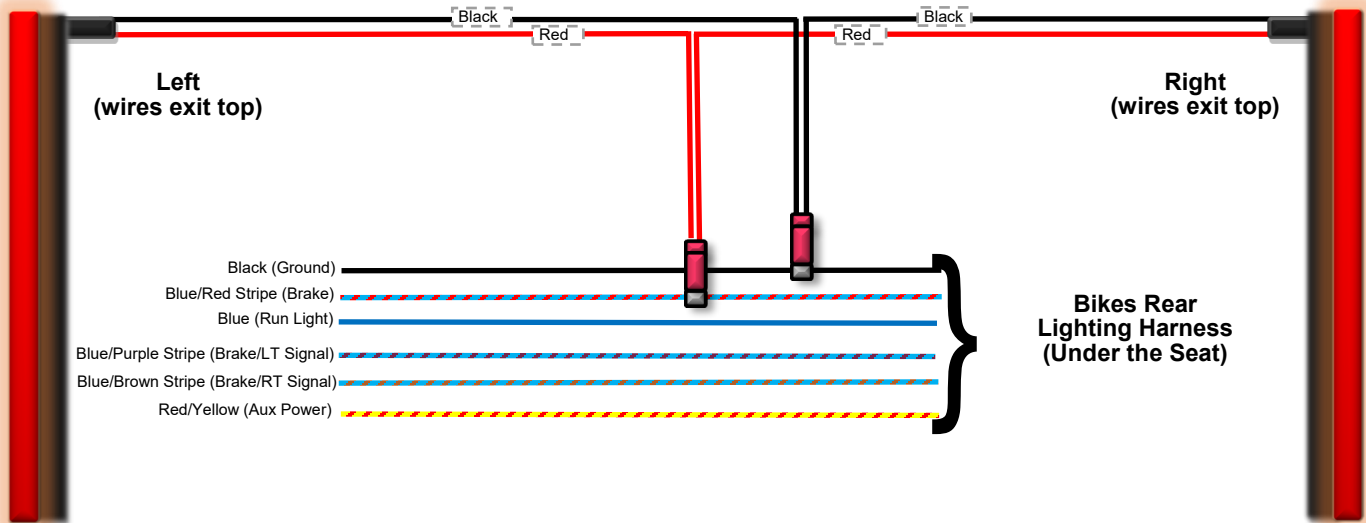 Black
Black
Red
Red
Left
(wires exit top)
Right
(wires exit top)
Black (Ground)
Blue/Red Stripe (Brake)
Blue (Run Light)
Blue/Purple Stripe (Brake/LT Signal)
Blue/Brown Stripe (Brake/RT Signal)
Red/Yellow (Aux Power)
Bikes Rear
Lighting Harness
(Under the Seat)